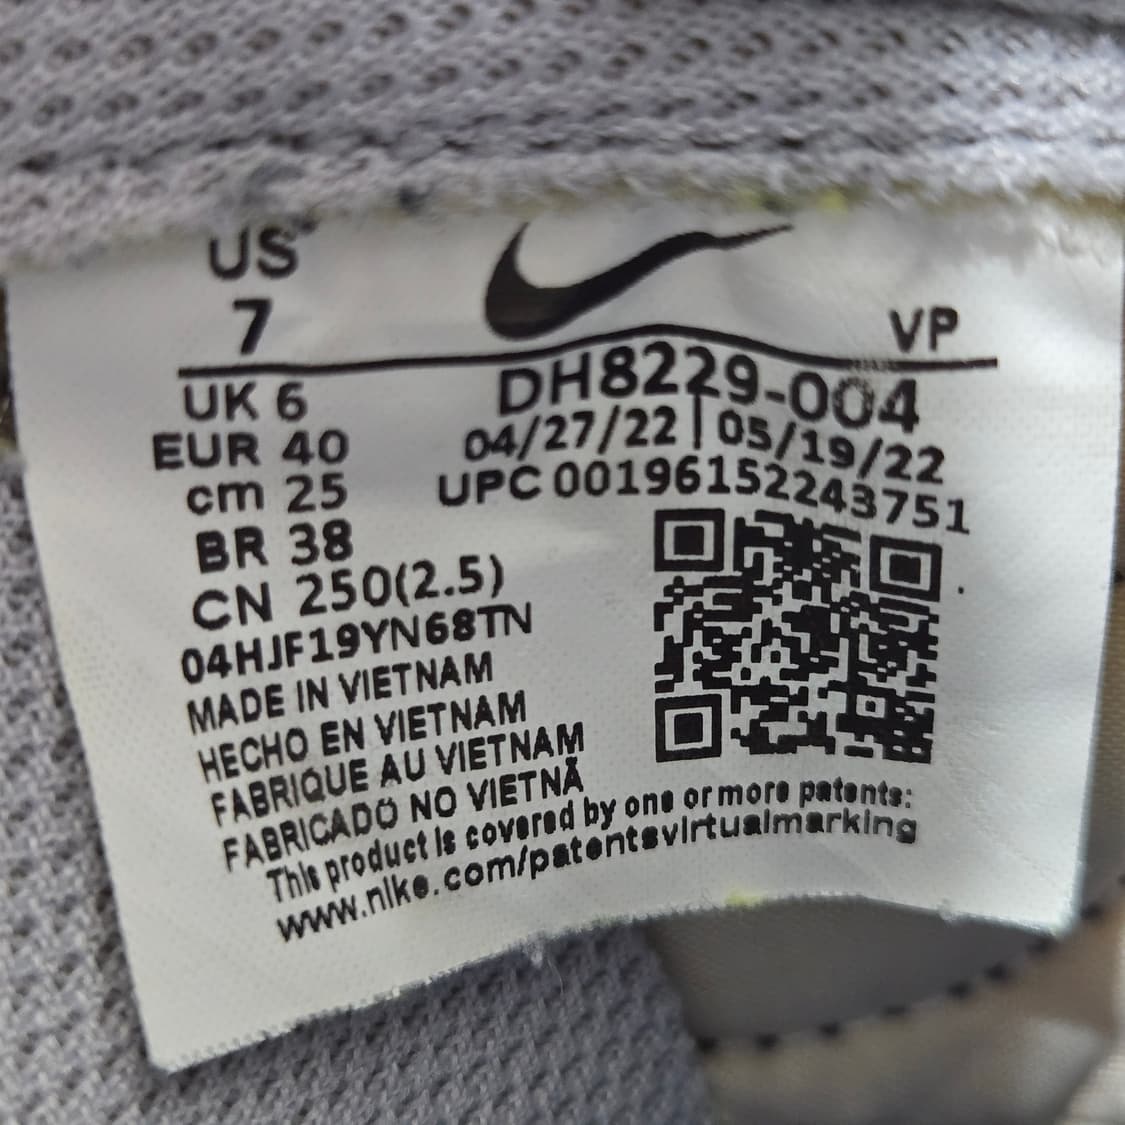 US
7
VP
UK 6
EUR 40
cm 25
BR 38
CN 250(2.5)
DH8229-004
04/27/22 | 05/19/22
UPC 00196152243751
04HJF19YN68TN
MADE IN VIETNAM
HECHO EN VIETNAM
FABRIQUE AU VIETNAM
FABRICADO NO VIETNÃ
This product is covered by one or more patents:
www.nike.com/patentsvirtualmarking